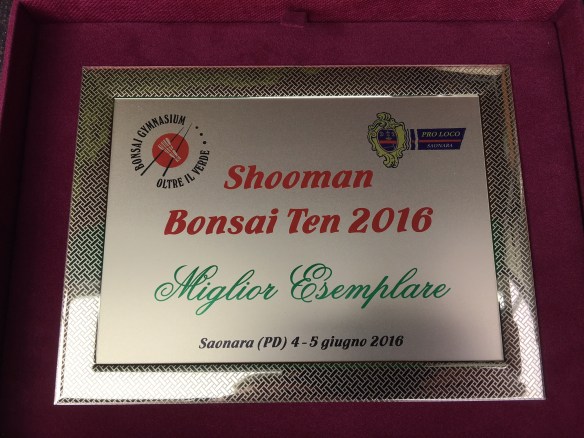 BONSAI GYMNASIUM
OLTRE IL VERDE
PRO LOCO
SAONARA
Shooman
Bonsai Ten 2016
Miglior Esemplare
Saonara (PD) 4 - 5 giugno 2016